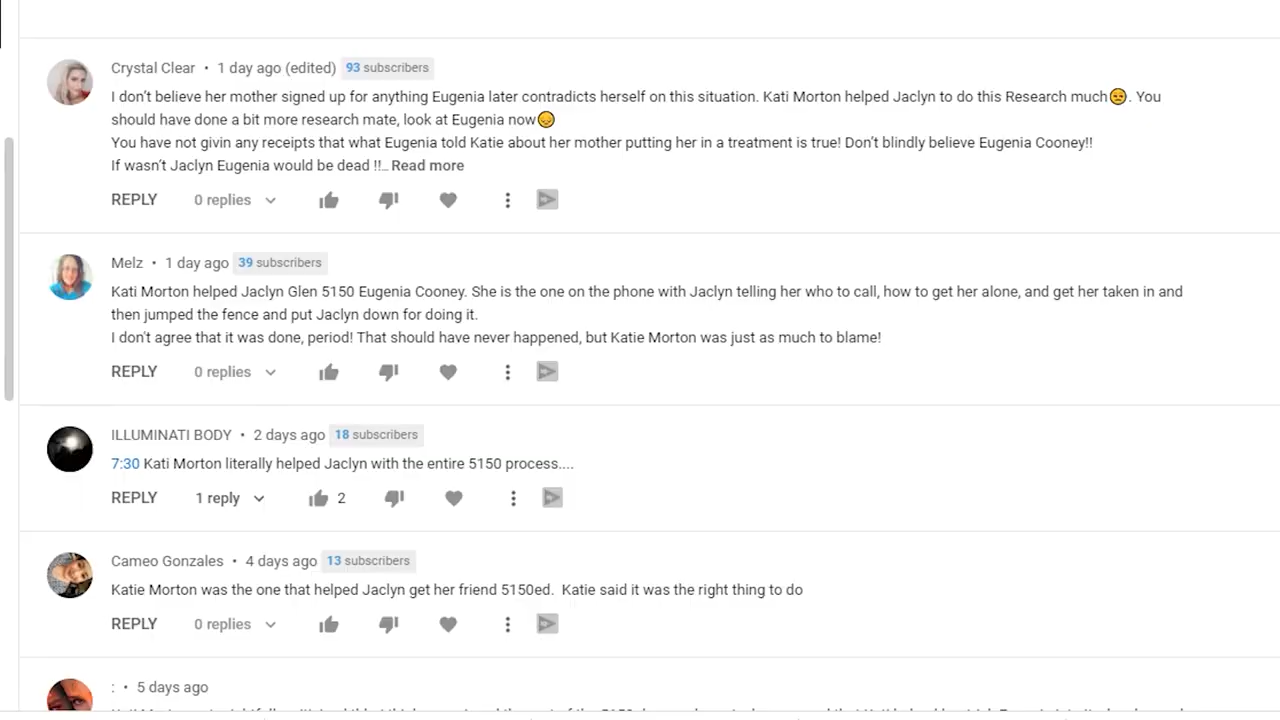 Crystal Clear • 1 day ago (edited) 93 subscribers
I don't believe her mother signed up for anything Eugenia later contradicts herself on this situation. Kati Morton helped Jaclyn to do this Research much😒. You
should have done a bit more research mate, look at Eugenia now😞
You have not givin any receipts that what Eugenia told Katie about her mother putting her in a treatment is true! Don't blindly believe Eugenia Cooney!!
If wasn't Jaclyn Eugenia would be dead !!... Read more
REPLY 0 replies
Melz • 1 day ago 39 subscribers
Kati Morton helped Jaclyn Glen 5150 Eugenia Cooney. She is the one on the phone with Jaclyn telling her who to call, how to get her alone, and get her taken in and
then jumped the fence and put Jaclyn down for doing it.
I don't agree that it was done, period! That should have never happened, but Katie Morton was just as much to blame!
REPLY 0 replies
ILLUMINATI BODY • 2 days ago 18 subscribers
7:30 Kati Morton literally helped Jaclyn with the entire 5150 process....
REPLY 1 reply 2
Cameo Gonzales • 4 days ago 13 subscribers
Katie Morton was the one that helped Jaclyn get her friend 5150ed. Katie said it was the right thing to do
REPLY 0 replies
: • 5 days ago